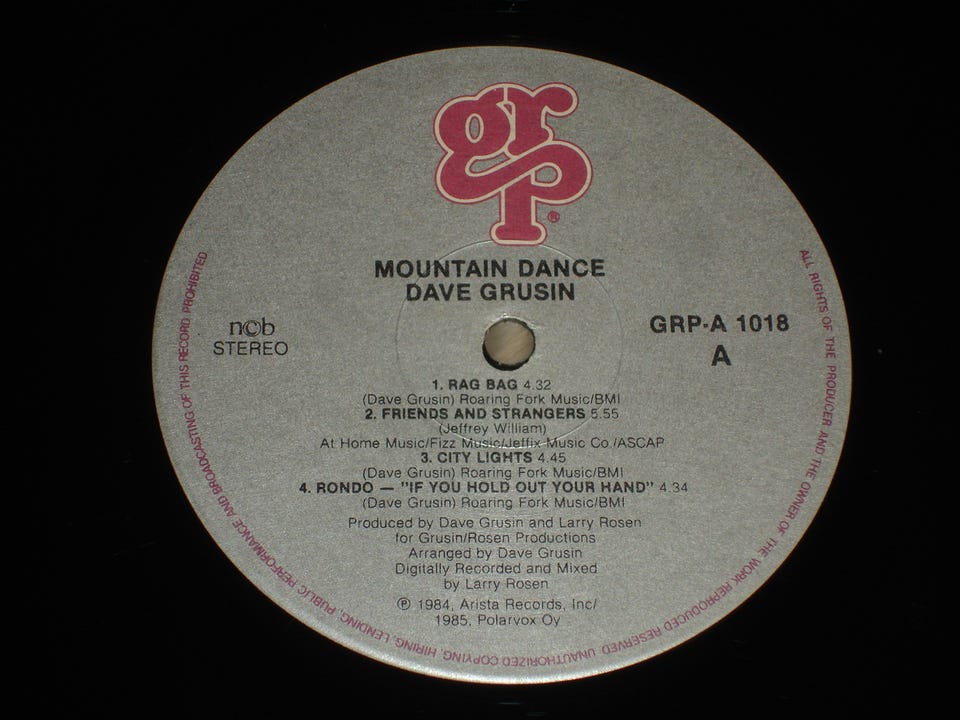 grp®
MOUNTAIN DANCE
DAVE GRUSIN
n©b
STEREO
GRP-A 1018
A
1. RAG BAG 4.32
(Dave Grusin) Roaring Fork Music/BMI
2. FRIENDS AND STRANGERS 5.55
(Jeffrey William)
At Home Music/Fizz Music/Jeffix Music Co./ASCAP
3. CITY LIGHTS 4.45
(Dave Grusin) Roaring Fork Music/BMI
4. RONDO — "IF YOU HOLD OUT YOUR HAND" 4.34
(Dave Grusin) Roaring Fork Music/BMI
Produced by Dave Grusin and Larry Rosen
for Grusin/Rosen Productions
Arranged by Dave Grusin
Digitally Recorded and Mixed
by Larry Rosen
℗ 1984, Arista Records, Inc/
1985, Polarvox Oy
ALL RIGHTS OF THE PRODUCER AND THE OWNER OF THE WORK REPRODUCED RESERVED. UNAUTHORIZED COPYING, HIRING, LENDING, PUBLIC PERFORMANCE AND BROADCASTING OF THIS RECORD PROHIBITED